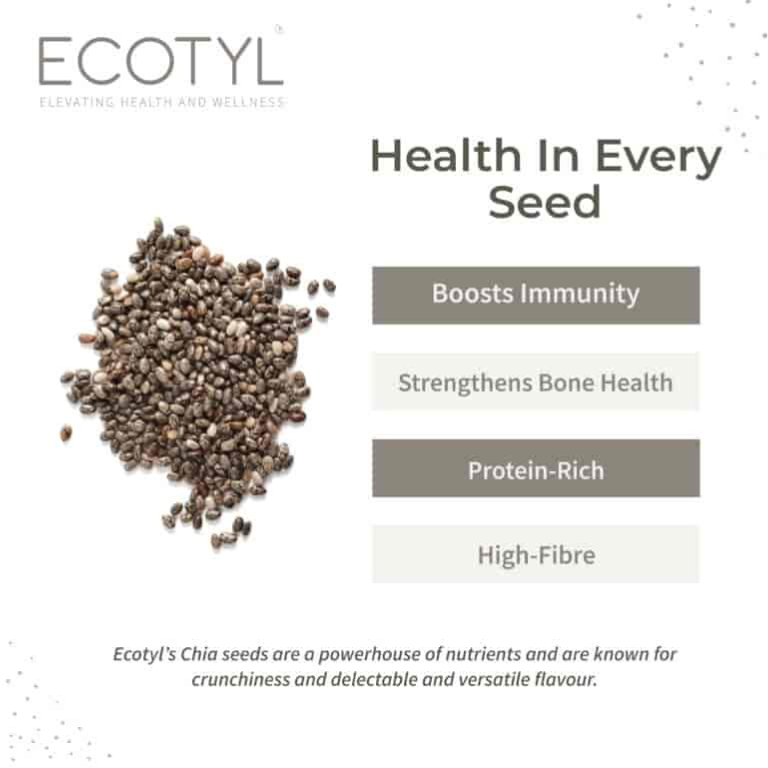 ECOTYL
ELEVATING HEALTH AND WELLNESS
Health In Every
Seed
Boosts Immunity
Strengthens Bone Health
Protein-Rich
High-Fibre
Ecotyl's Chia seeds are a powerhouse of nutrients and are known for
crunchiness and delectable and versatile flavour.